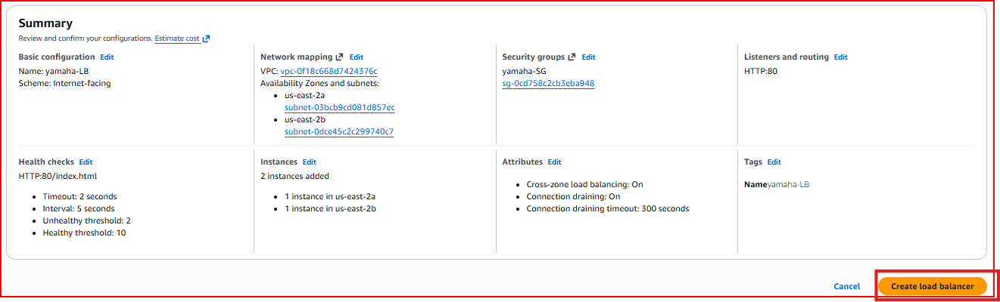 Summary
Review and confirm your configurations. Estimate cost
Basic configuration Edit
Name: yamaha-LB
Scheme: Internet-facing
Network mapping Edit
VPC: vpc-0f18c668d7424376c
Availability Zones and subnets:
us-east-2a
subnet-03bcb9cd081d857ec
us-east-2b
subnet-0dce45c2c299740c7
Security groups Edit
yamaha-SG
sg-0cd758c2cb3eba948
Listeners and routing Edit
HTTP:80
Health checks Edit
HTTP:80/index.html
Timeout: 2 seconds
Interval: 5 seconds
Unhealthy threshold: 2
Healthy threshold: 10
Instances Edit
2 instances added
1 instance in us-east-2a
1 instance in us-east-2b
Attributes Edit
Cross-zone load balancing: On
Connection draining: On
Connection draining timeout: 300 seconds
Tags Edit
Nameyamaha-LB
Cancel
Create load balancer